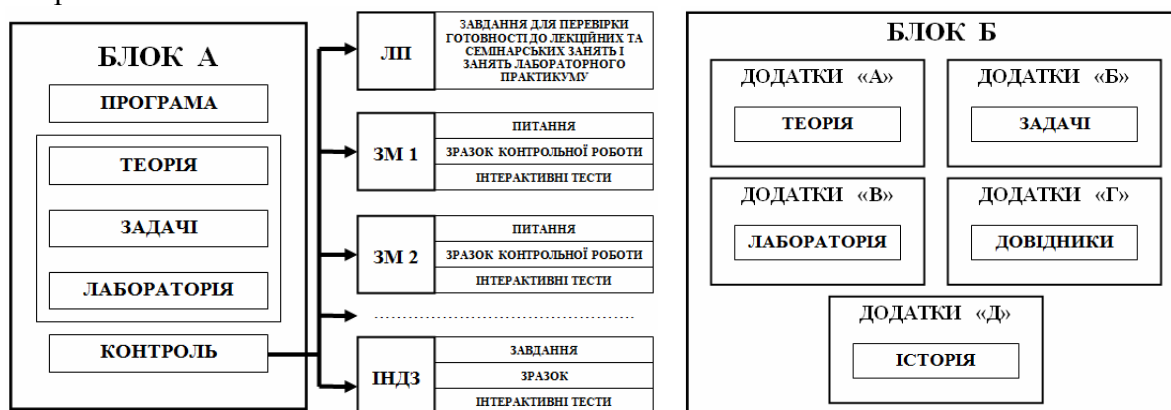 БЛОК А
ПРОГРАМА
ТЕОРІЯ
ЗАДАЧІ
ЛАБОРАТОРІЯ
КОНТРОЛЬ
ЛП
ЗАВДАННЯ ДЛЯ ПЕРЕВІРКИ
ГОТОВНОСТІ ДО ЛЕКЦІЙНИХ ТА
СЕМІНАРСЬКИХ ЗАНЯТЬ І
ЗАНЯТЬ ЛАБОРАТОРНОГО
ПРАКТИКУМУ
ЗМ 1
ПИТАННЯ
ЗРАЗОК КОНТРОЛЬНОЇ РОБОТИ
ІНТЕРАКТИВНІ ТЕСТИ
ЗМ 2
ПИТАННЯ
ЗРАЗОК КОНТРОЛЬНОЇ РОБОТИ
ІНТЕРАКТИВНІ ТЕСТИ
ІНДЗ
ЗАВДАННЯ
ЗРАЗОК
ІНТЕРАКТИВНІ ТЕСТИ
БЛОК Б
ДОДАТКИ «А»
ТЕОРІЯ
ДОДАТКИ «Б»
ЗАДАЧІ
ДОДАТКИ «В»
ЛАБОРАТОРІЯ
ДОДАТКИ «Г»
ДОВІДНИКИ
ДОДАТКИ «Д»
ІСТОРІЯ